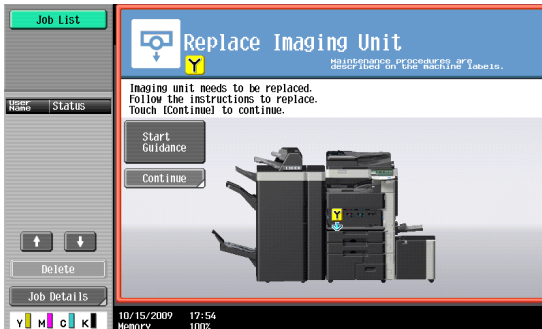 Job List
Replace Imaging Unit
Y
Maintenance procedures are
described on the machine labels.
Imaging unit needs to be replaced.
Follow the instructions to replace.
Touch [Continue] to continue.
User
Name
Status
Start
Guidance
Continue
Y
Delete
Job Details
Y M C K
10/15/2009 17:54
Memory 100%